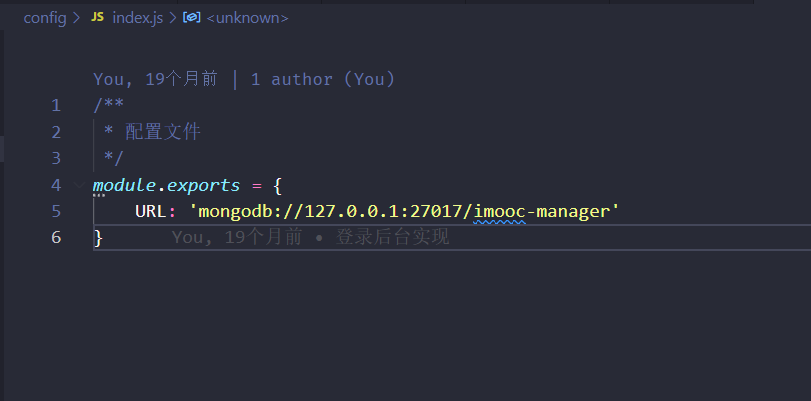 config > JS index.js > <unknown>
You, 19个月前 | 1 author (You)
1 /**
2  * 配置文件
3  */
4 module.exports = {
5     URL: 'mongodb://127.0.0.1:27017/imooc-manager'
6 }       You, 19个月前 • 登录后台实现